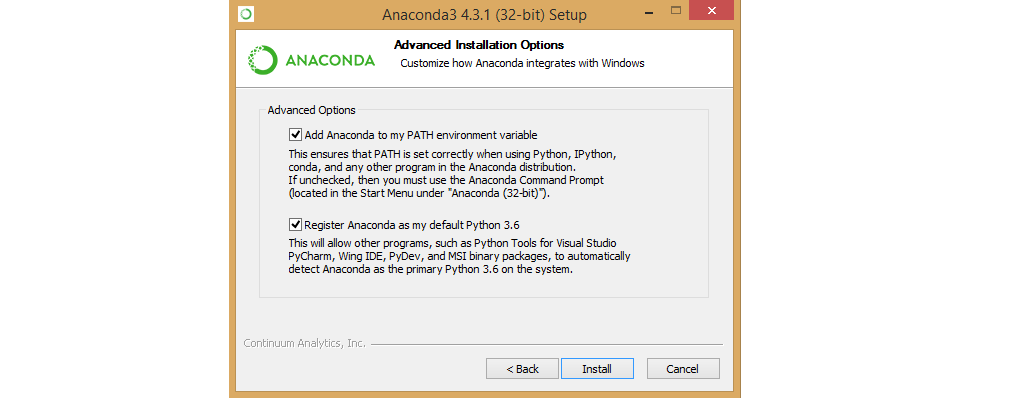 Anaconda3 4.3.1 (32-bit) Setup
ANACONDA
Advanced Installation Options
Customize how Anaconda integrates with Windows
Advanced Options
Add Anaconda to my PATH environment variable
This ensures that PATH is set correctly when using Python, IPython,
conda, and any other program in the Anaconda distribution.
If unchecked, then you must use the Anaconda Command Prompt
(located in the Start Menu under "Anaconda (32-bit)").
Register Anaconda as my default Python 3.6
This will allow other programs, such as Python Tools for Visual Studio
PyCharm, Wing IDE, PyDev, and MSI binary packages, to automatically
detect Anaconda as the primary Python 3.6 on the system.
Continuum Analytics, Inc.
< Back
Install
Cancel